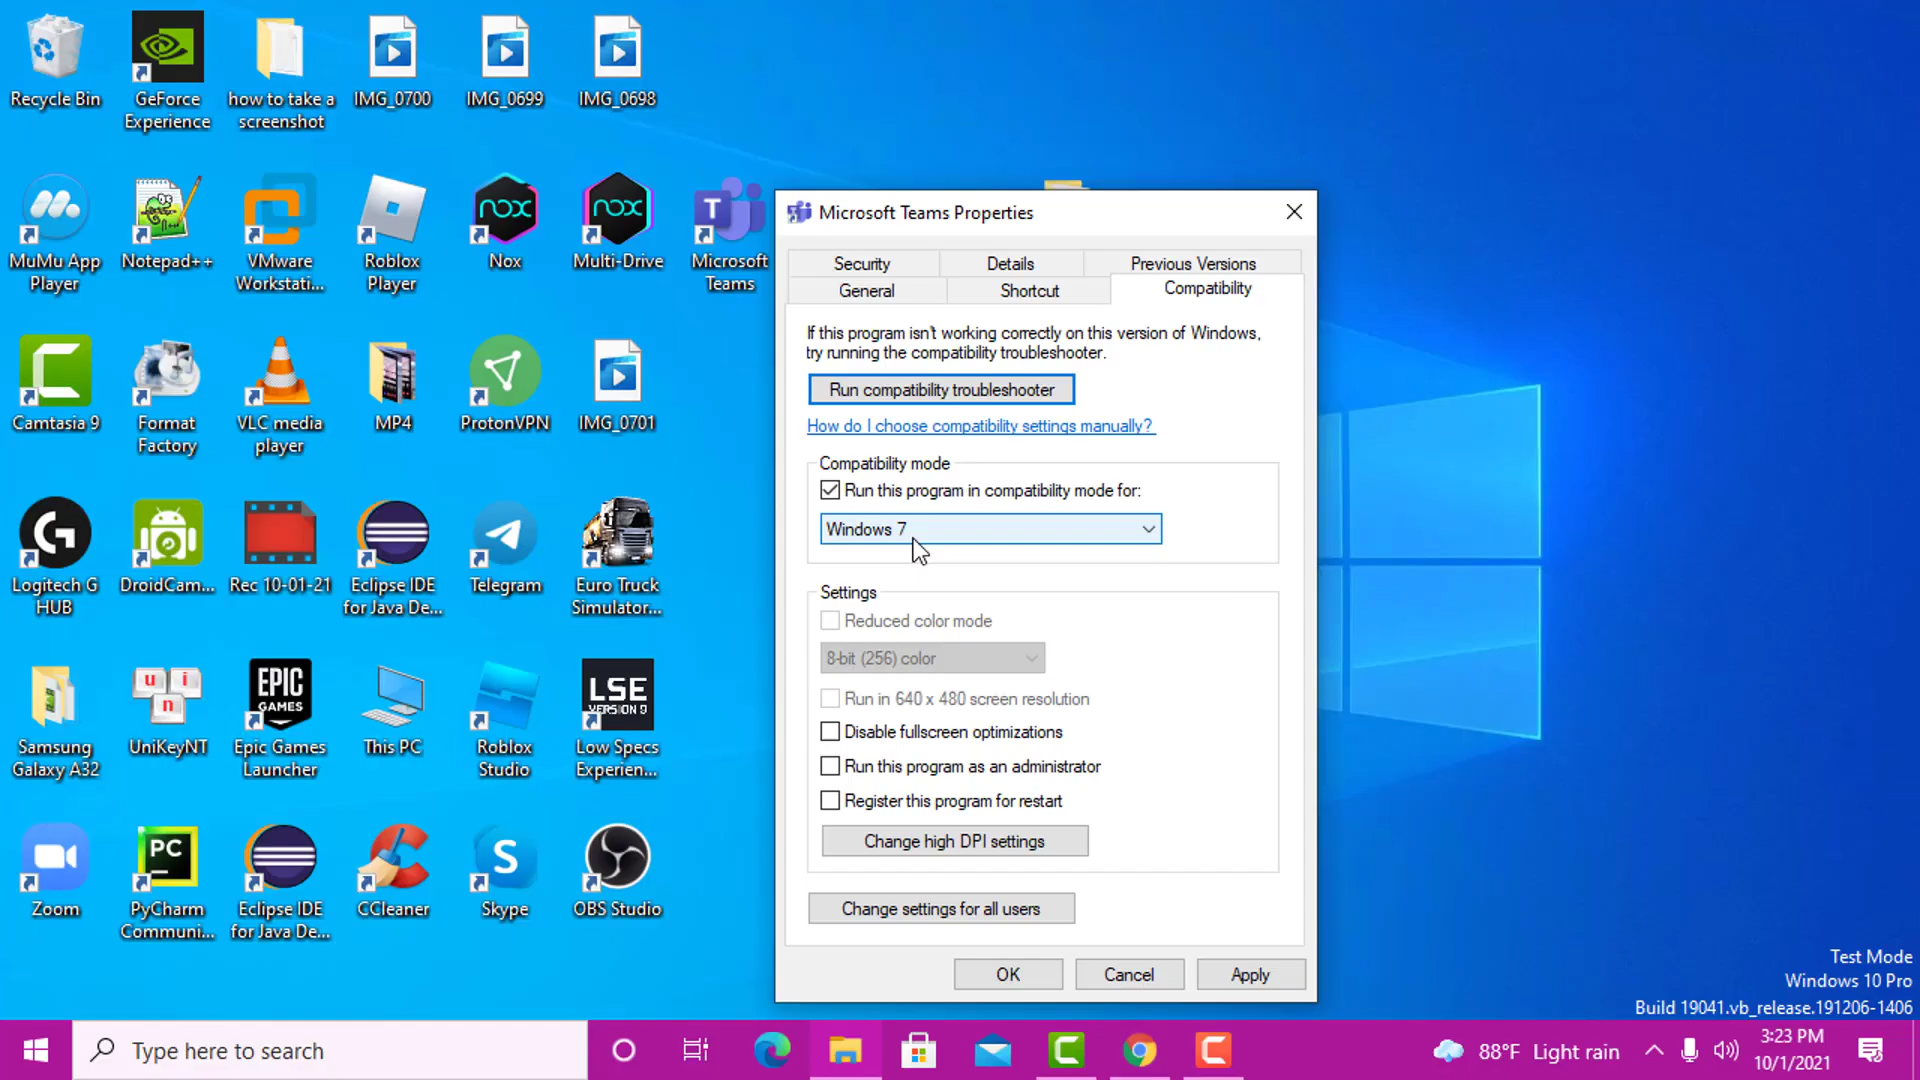 Recycle Bin
GeForce
Experience
how to take a
screenshot
IMG_0700
IMG_0699
IMG_0698
MuMu App
Player
Notepad++
VMware
Workstati...
Roblox
Player
nox
Nox
nox
Multi-Drive
T
Microsoft
Teams
Camtasia 9
Format
Factory
VLC media
player
MP4
ProtonVPN
IMG_0701
Logitech G
HUB
DroidCam...
Rec 10-01-21
Eclipse IDE
for Java De...
Telegram
Euro Truck
Simulator...
Samsung
Galaxy A32
u i
n
UniKeyNT
EPIC
GAMES
Epic Games
Launcher
This PC
Roblox
Studio
LSE
VERSION 9
Low Specs
Experien...
Zoom
PC
PyCharm
Communi...
Eclipse IDE
for Java De...
CCleaner
S
Skype
OBS Studio
Microsoft Teams Properties
Security
Details
Previous Versions
General
Shortcut
Compatibility
If this program isn't working correctly on this version of Windows,
try running the compatibility troubleshooter.
Run compatibility troubleshooter
How do I choose compatibility settings manually?
Compatibility mode
Run this program in compatibility mode for:
Windows 7
Settings
Reduced color mode
8-bit (256) color
Run in 640 x 480 screen resolution
Disable fullscreen optimizations
Run this program as an administrator
Register this program for restart
Change high DPI settings
Change settings for all users
OK
Cancel
Apply
Test Mode
Windows 10 Pro
Build 19041.vb_release.191206-1406
Type here to search
88°F Light rain
3:23 PM
10/1/2021